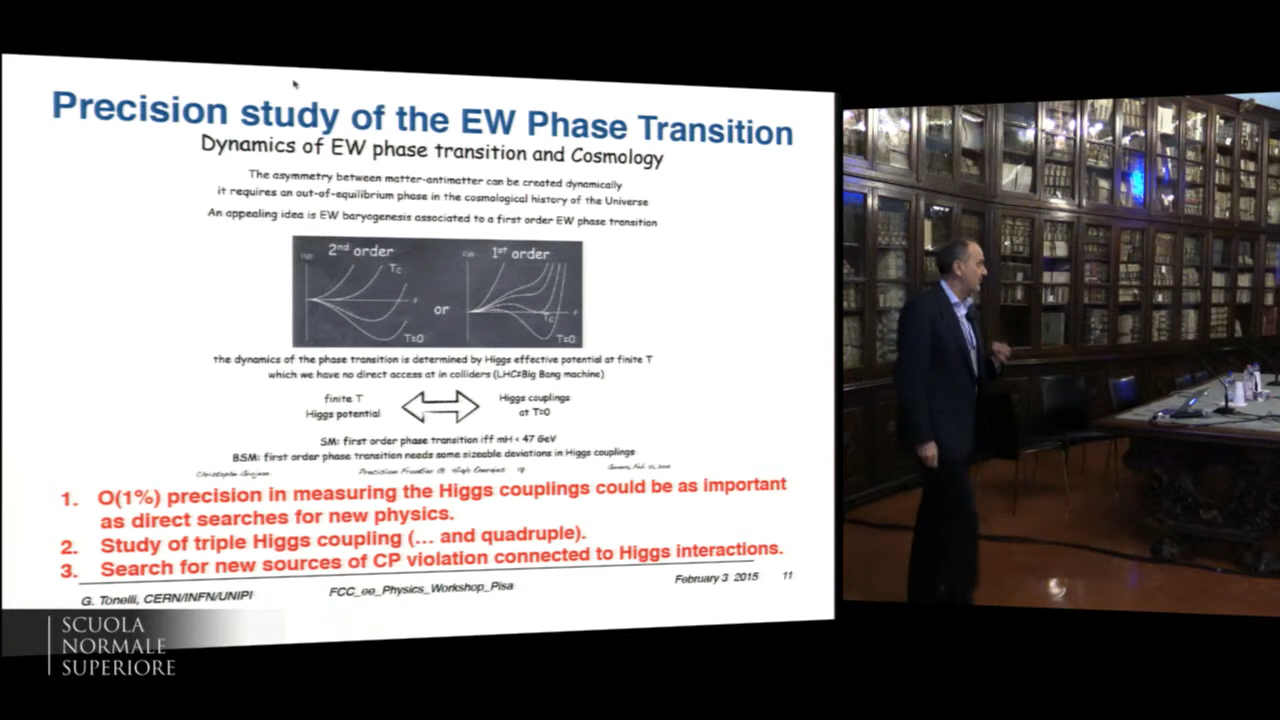 Precision study of the EW Phase Transition
Dynamics of EW phase transition and Cosmology
The asymmetry between matter-antimatter can be created dynamically
it requires an out-of-equilibrium phase in the cosmological history of the Universe
An appealing idea is EW baryogenesis associated to a first order EW phase transition
2nd order
1st order
Tc
or
Tc
T=0
T=0
the dynamics of the phase transition is determined by Higgs effective potential at finite T
which we have no direct access at in colliders (LHC≠Big Bang machine)
finite T
Higgs potential
Higgs couplings
at T=0
SM: first order phase transition iff mH < 47 GeV
BSM: first order phase transition needs some sizeable deviations in Higgs couplings
Christophe Grojean
Precision Frontier @ High Energies
1. O(1%) precision in measuring the Higgs couplings could be as important
as direct searches for new physics.
2. Study of triple Higgs coupling (... and quadruple).
3. Search for new sources of CP violation connected to Higgs interactions.
G. Tonelli, CERN/INFN/UNIPI
FCC_ee_Physics_Workshop_Pisa
February 3 2015
11
SCUOLA
NORMALE
SUPERIORE